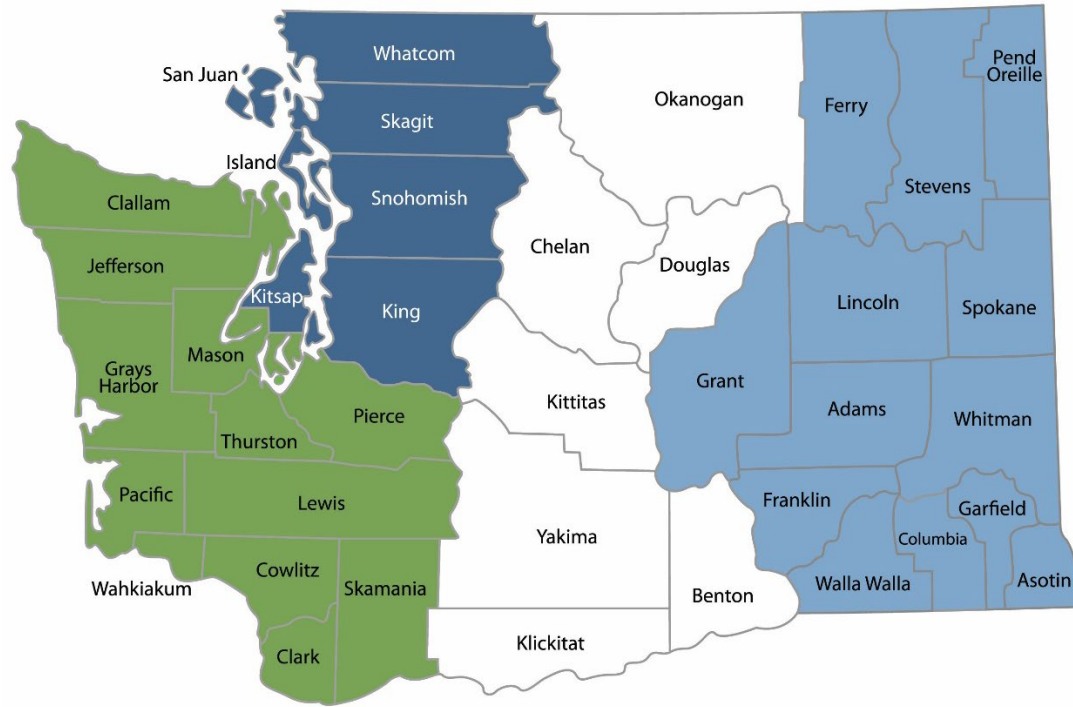 Whatcom
San Juan
Pend
Oreille
Okanogan
Ferry
Skagit
Island
Stevens
Snohomish
Clallam
Chelan
Jefferson
Douglas
Kitsap
Lincoln
Spokane
King
Mason
Grays
Harbor
Grant
Kittitas
Adams
Pierce
Whitman
Thurston
Pacific
Lewis
Franklin
Garfield
Yakima
Columbia
Wahkiakum
Cowlitz
Skamania
Walla Walla
Asotin
Benton
Klickitat
Clark